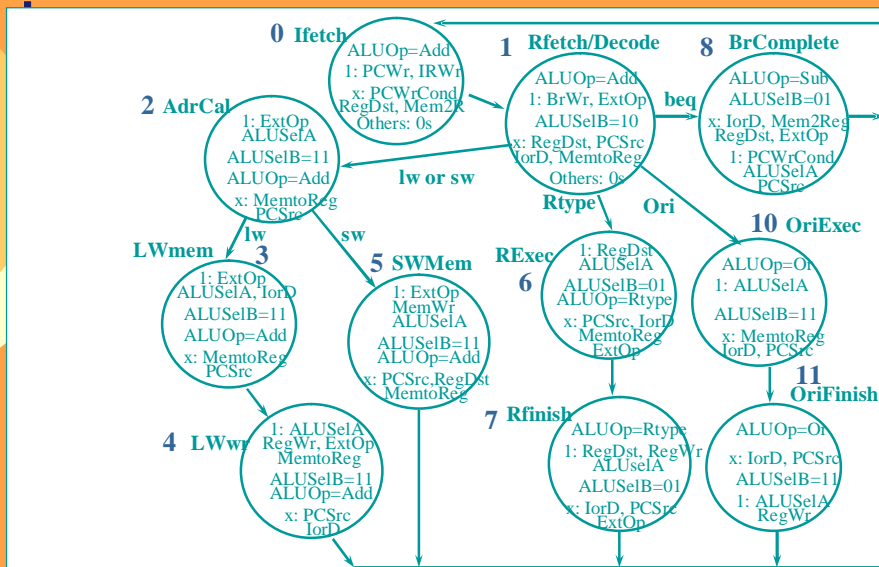 0 Ifetch
ALUOp=Add
1: PCWr, IRWr
x: PCWrCond
RegDst, Mem2R
Others: 0s
1 Rfetch/Decode
ALUOp=Add
1: BrWr, ExtOp
ALUSelB=10
x: RegDst, PCSrc
IorD, MemtoReg
Others: 0s
beq
8 BrComplete
ALUOp=Sub
ALUSelB=01
x: IorD, Mem2Reg
RegDst, ExtOp
1: PCWrCond
ALUSelA
PCSrc
2 AdrCal
1: ExtOp
ALUSelA
ALUSelB=11
ALUOp=Add
x: MemtoReg
PCSrc
lw or sw
Rtype
Ori
lw
sw
LWmem
3
1: ExtOp
ALUSelA, IorD
ALUSelB=11
ALUOp=Add
x: MemtoReg
PCSrc
5 SWMem
1: ExtOp
MemWr
ALUSelA
ALUSelB=11
ALUOp=Add
x: PCSrc,RegDst
MemtoReg
RExec
6
1: RegDst
ALUSelA
ALUSelB=01
ALUOp=Rtype
x: PCSrc, IorD
MemtoReg
ExtOp
10 OriExec
ALUOp=Or
1: ALUSelA
ALUSelB=11
x: MemtoReg
IorD, PCSrc
4 LWwr
1: ALUSelA
RegWr, ExtOp
MemtoReg
ALUSelB=11
ALUOp=Add
x: PCSrc
IorD
7 Rfinish
ALUOp=Rtype
1: RegDst, RegWr
ALUselA
ALUSelB=01
x: IorD, PCSrc
ExtOp
11
OriFinish
ALUOp=Or
x: IorD, PCSrc
ALUSelB=11
1: ALUSelA
RegWr